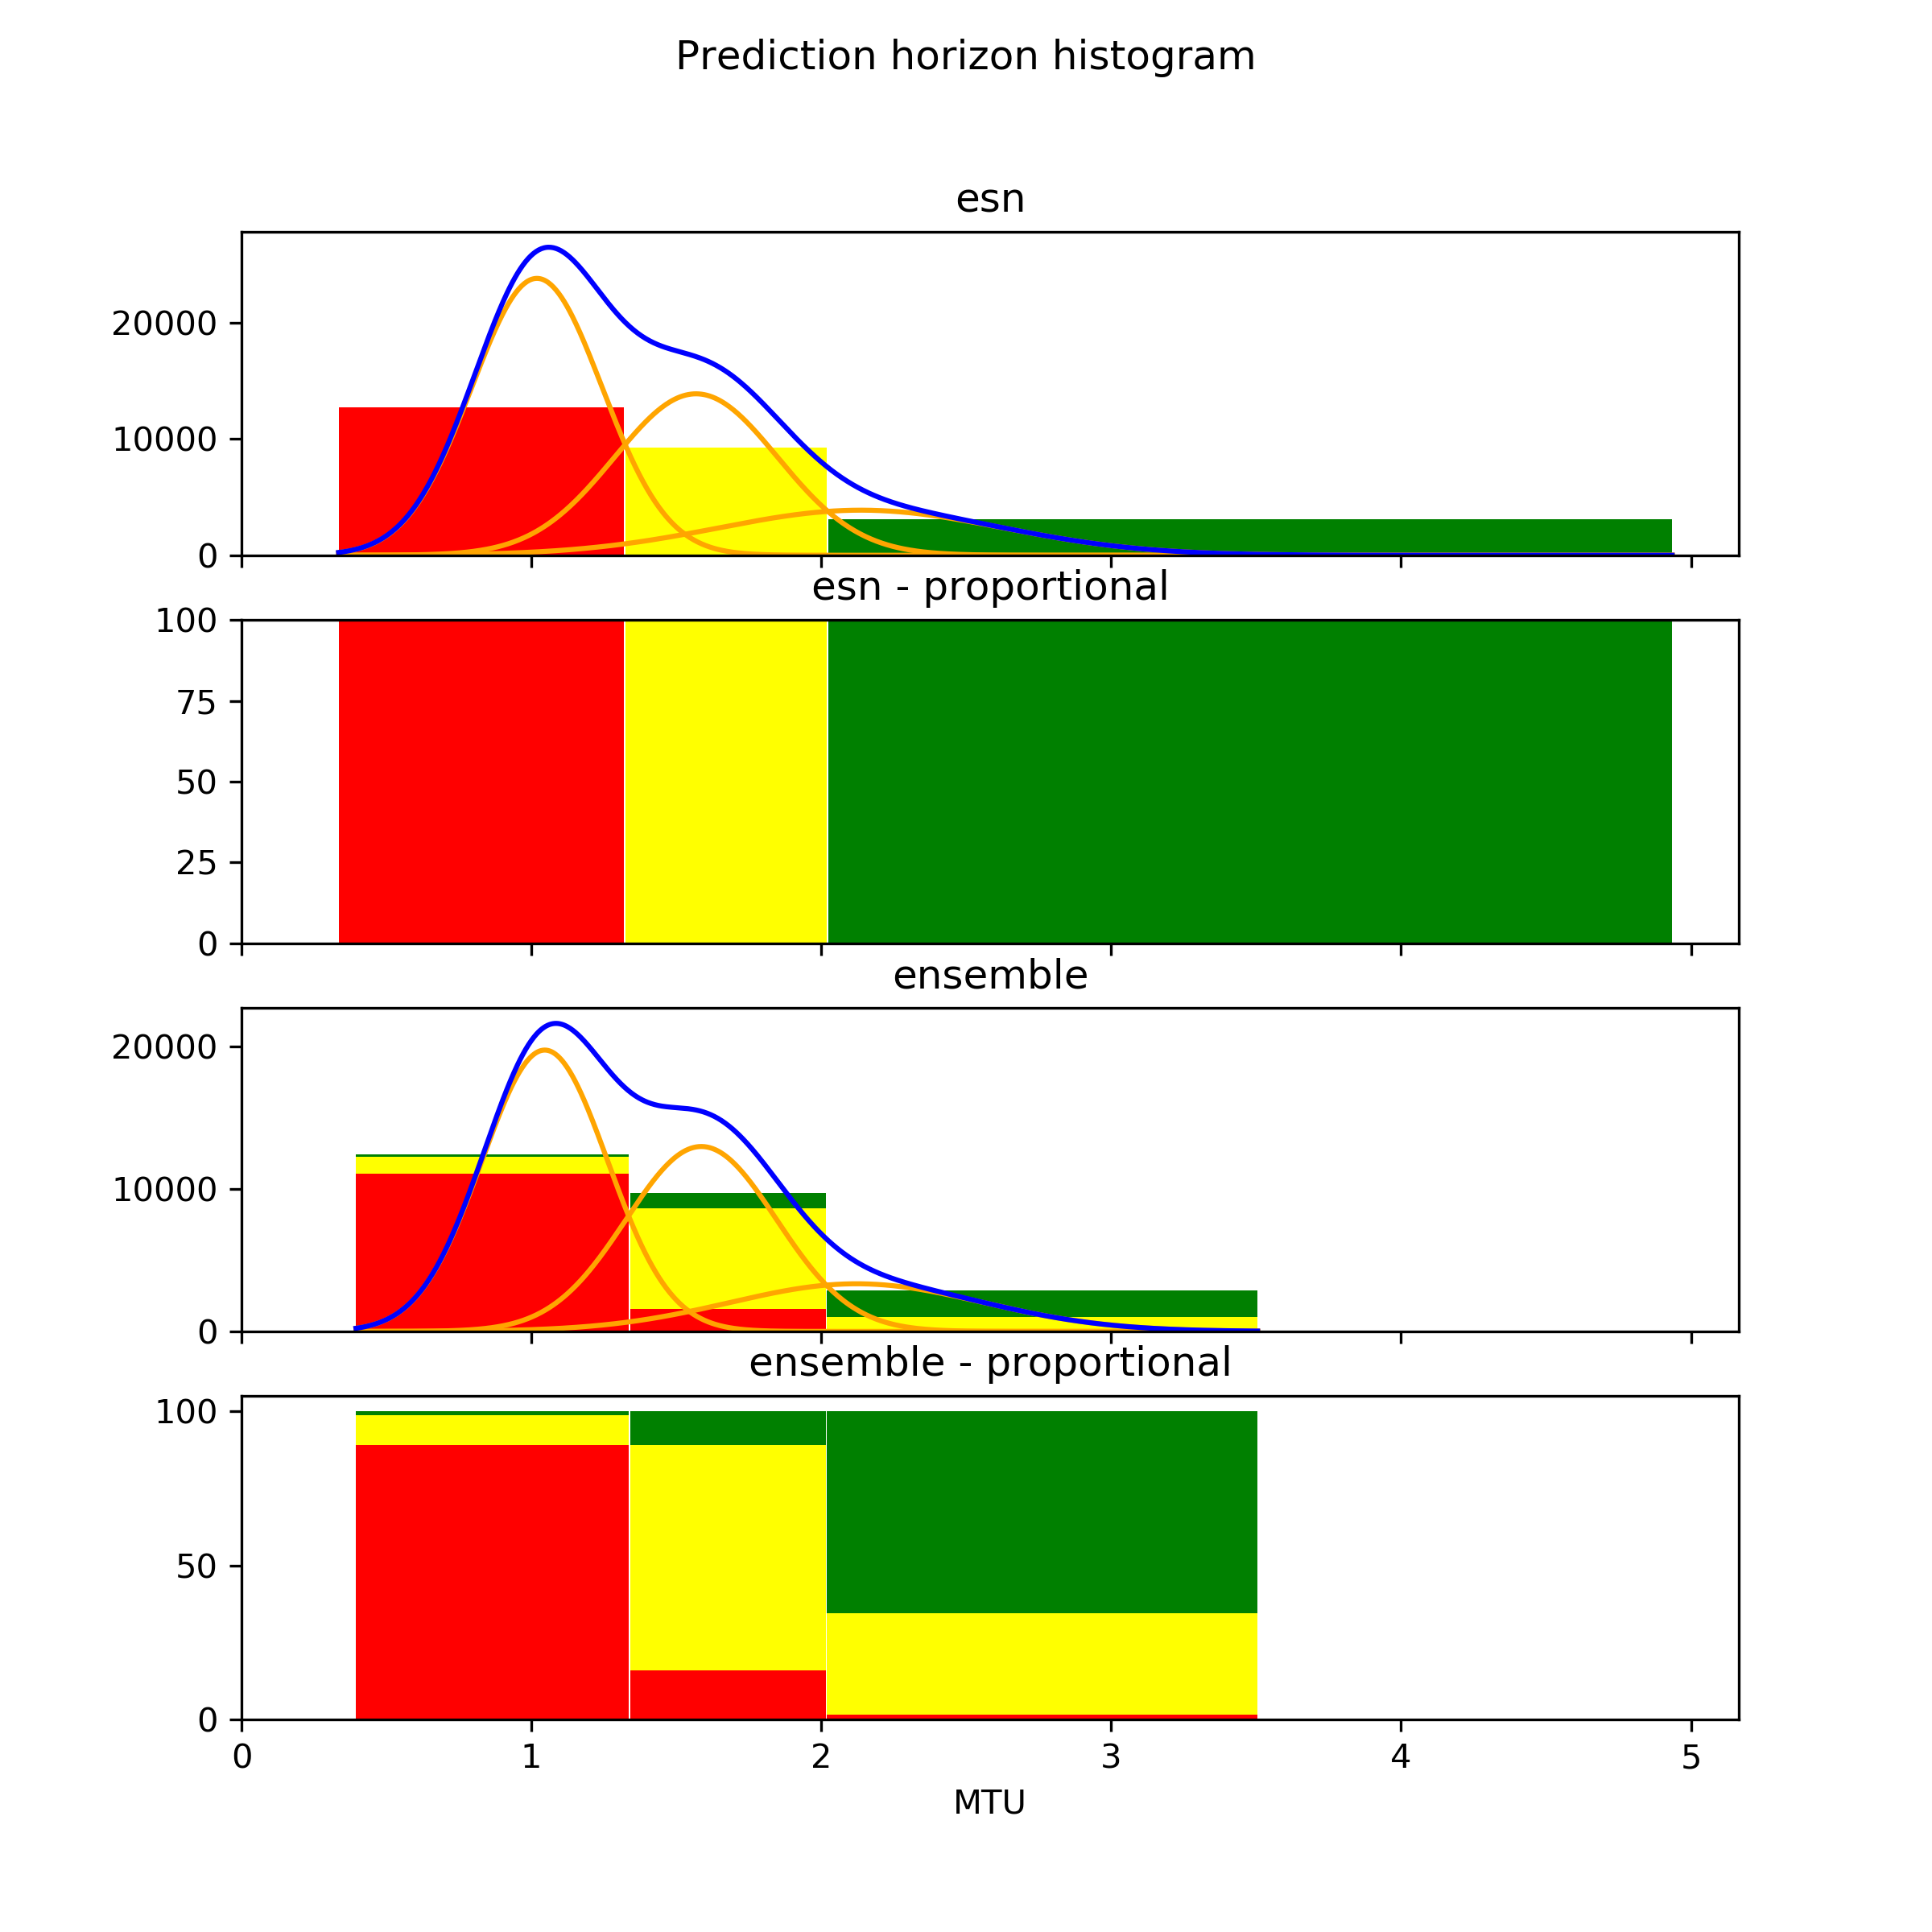 Prediction horizon histogram
esn
20000
10000
0
esn - proportional
100
75
50
25
0
ensemble
20000
10000
0
ensemble - proportional
100
50
0
0 1 2 3 4 5
MTU